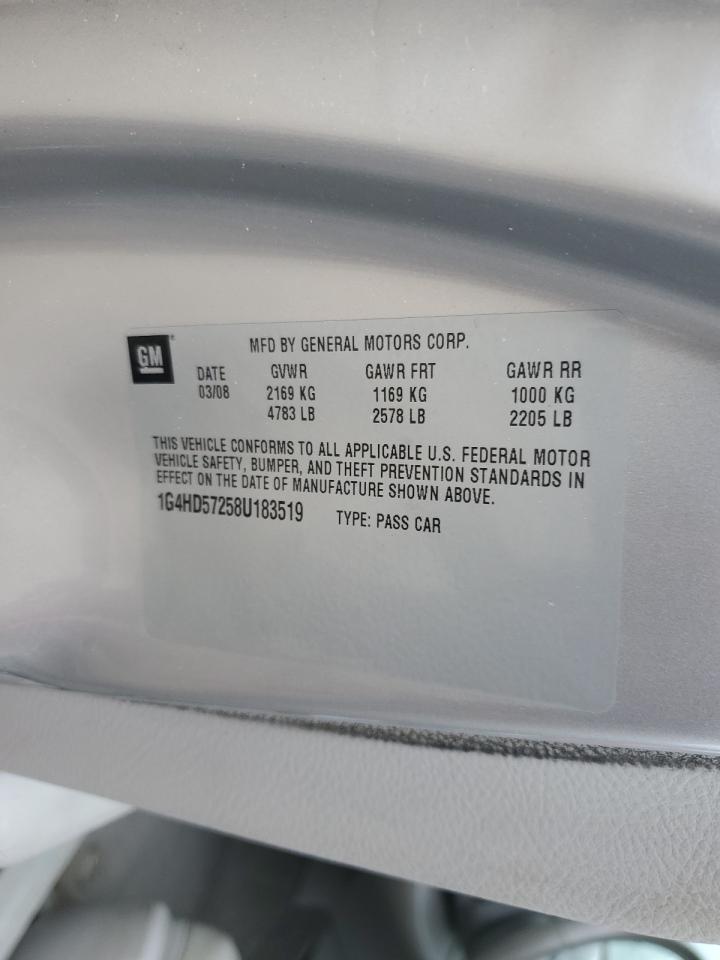 GM
MFD BY GENERAL MOTORS CORP.
DATE GVWR GAWR FRT GAWR RR
03/08 2169 KG 1169 KG 1000 KG
4783 LB 2578 LB 2205 LB
THIS VEHICLE CONFORMS TO ALL APPLICABLE U.S. FEDERAL MOTOR
VEHICLE SAFETY, BUMPER, AND THEFT PREVENTION STANDARDS IN
EFFECT ON THE DATE OF MANUFACTURE SHOWN ABOVE.
1G4HD57258U183519 TYPE: PASS CAR